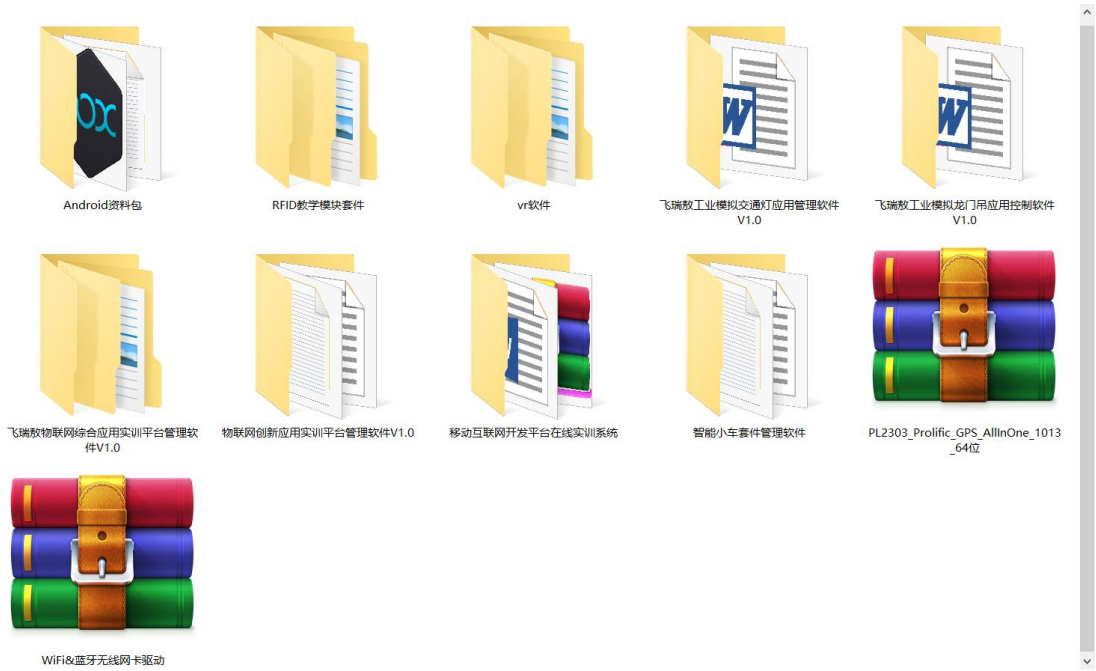 Android资料包
RFID教学模块套件
vr软件
飞瑞敖工业模拟交通灯应用管理软件
V1.0
飞瑞敖工业模拟龙门吊应用控制软件
V1.0
飞瑞敖物联网综合应用实训平台管理软
件V1.0
物联网创新应用实训平台管理软件V1.0
移动互联网开发平台在线实训系统
智能小车套件管理软件
PL2303_Prolific_GPS_AllInOne_1013
_64位
WiFi&蓝牙无线网卡驱动